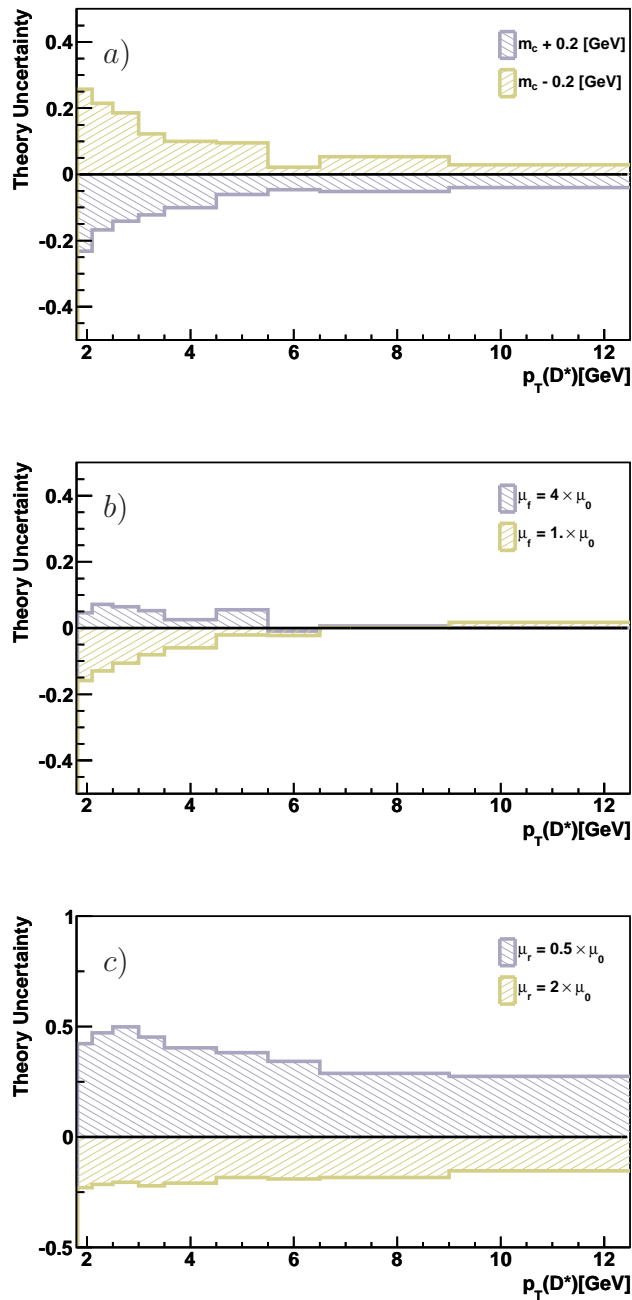 a)
m_c + 0.2 [GeV]
m_c - 0.2 [GeV]
Theory Uncertainty
0.4
0.2
0
-0.2
-0.4
2 4 6 8 10 12
p_T(D*)[GeV]
b)
μ_f = 4 × μ_0
μ_f = 1. × μ_0
Theory Uncertainty
0.4
0.2
0
-0.2
-0.4
2 4 6 8 10 12
p_T(D*)[GeV]
c)
μ_r = 0.5 × μ_0
μ_r = 2 × μ_0
Theory Uncertainty
1
0.5
0
-0.5
2 4 6 8 10 12
p_T(D*)[GeV]